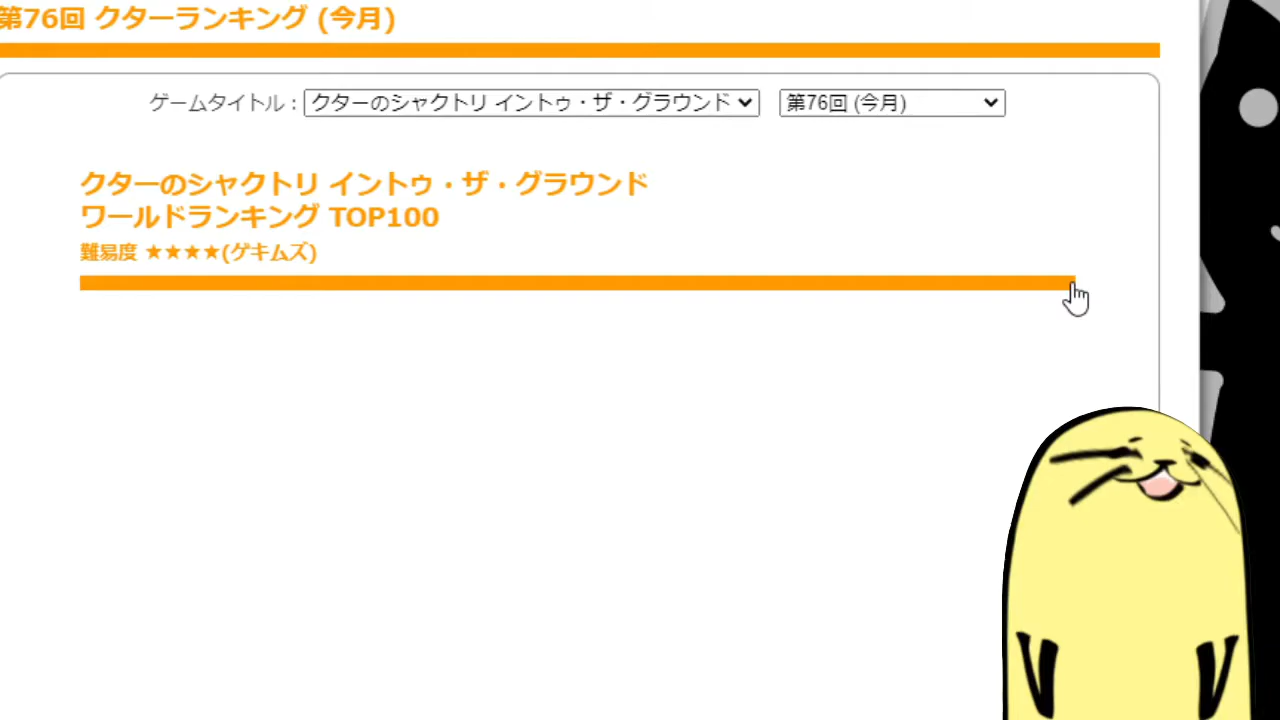 第76回 クターランキング (今月)
ゲームタイトル : クターのシャクトリ イントゥ・ザ・グラウンド 第76回 (今月)
クターのシャクトリ イントゥ・ザ・グラウンド
ワールドランキング TOP100
難易度 ★★★★(ゲキムズ)